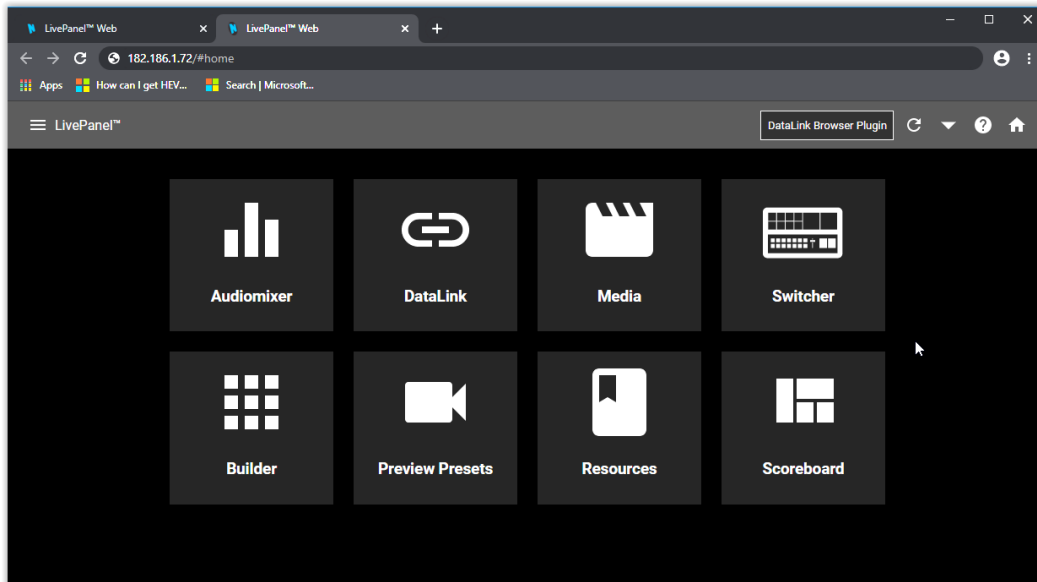 LivePanel™ Web
LivePanel™ Web
182.186.1.72/#home
Apps
How can I get HEV...
Search | Microsoft...
LivePanel™
DataLink Browser Plugin
Audiomixer
DataLink
Media
Switcher
Builder
Preview Presets
Resources
Scoreboard